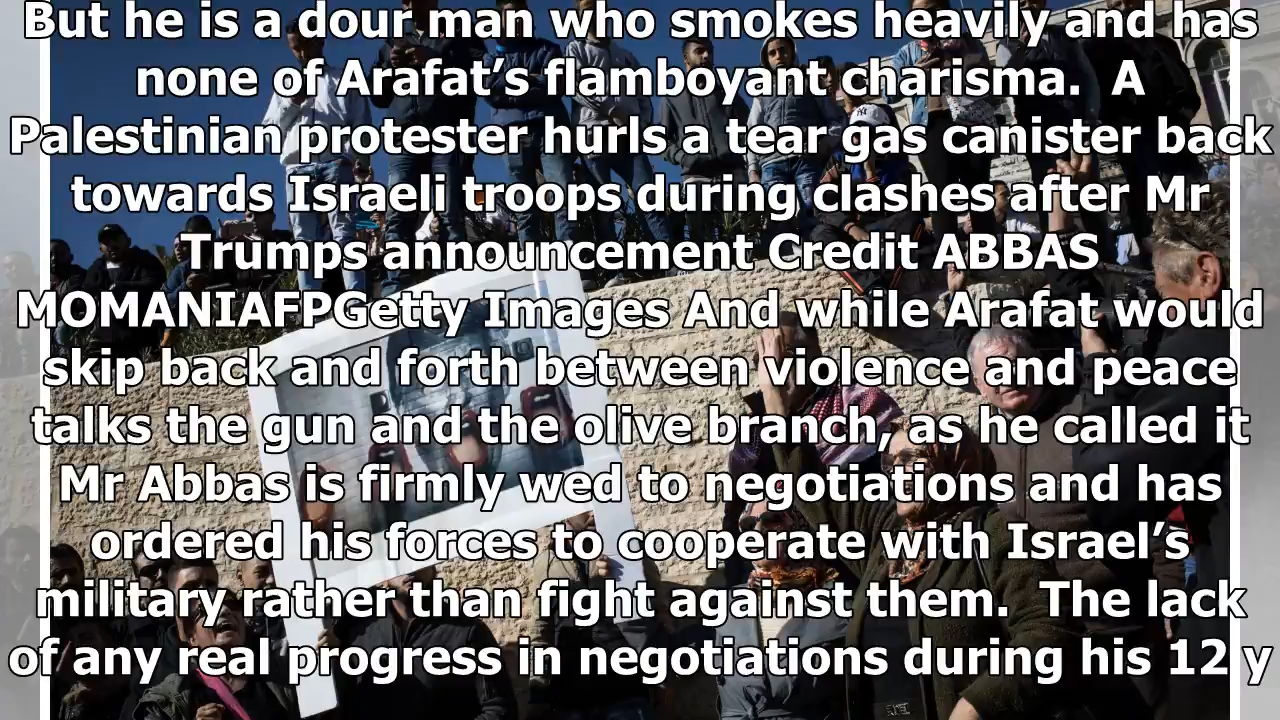 But he is a dour man who smokes heavily and has
none of Arafat’s flamboyant charisma.  A
Palestinian protester hurls a tear gas canister back
towards Israeli troops during clashes after Mr
Trumps announcement Credit ABBAS
MOMANIAFPGetty Images And while Arafat would
skip back and forth between violence and peace
talks the gun and the olive branch, as he called it
Mr Abbas is firmly wed to negotiations and has
ordered his forces to cooperate with Israel’s
military rather than fight against them.  The lack
of any real progress in negotiations during his 12 y